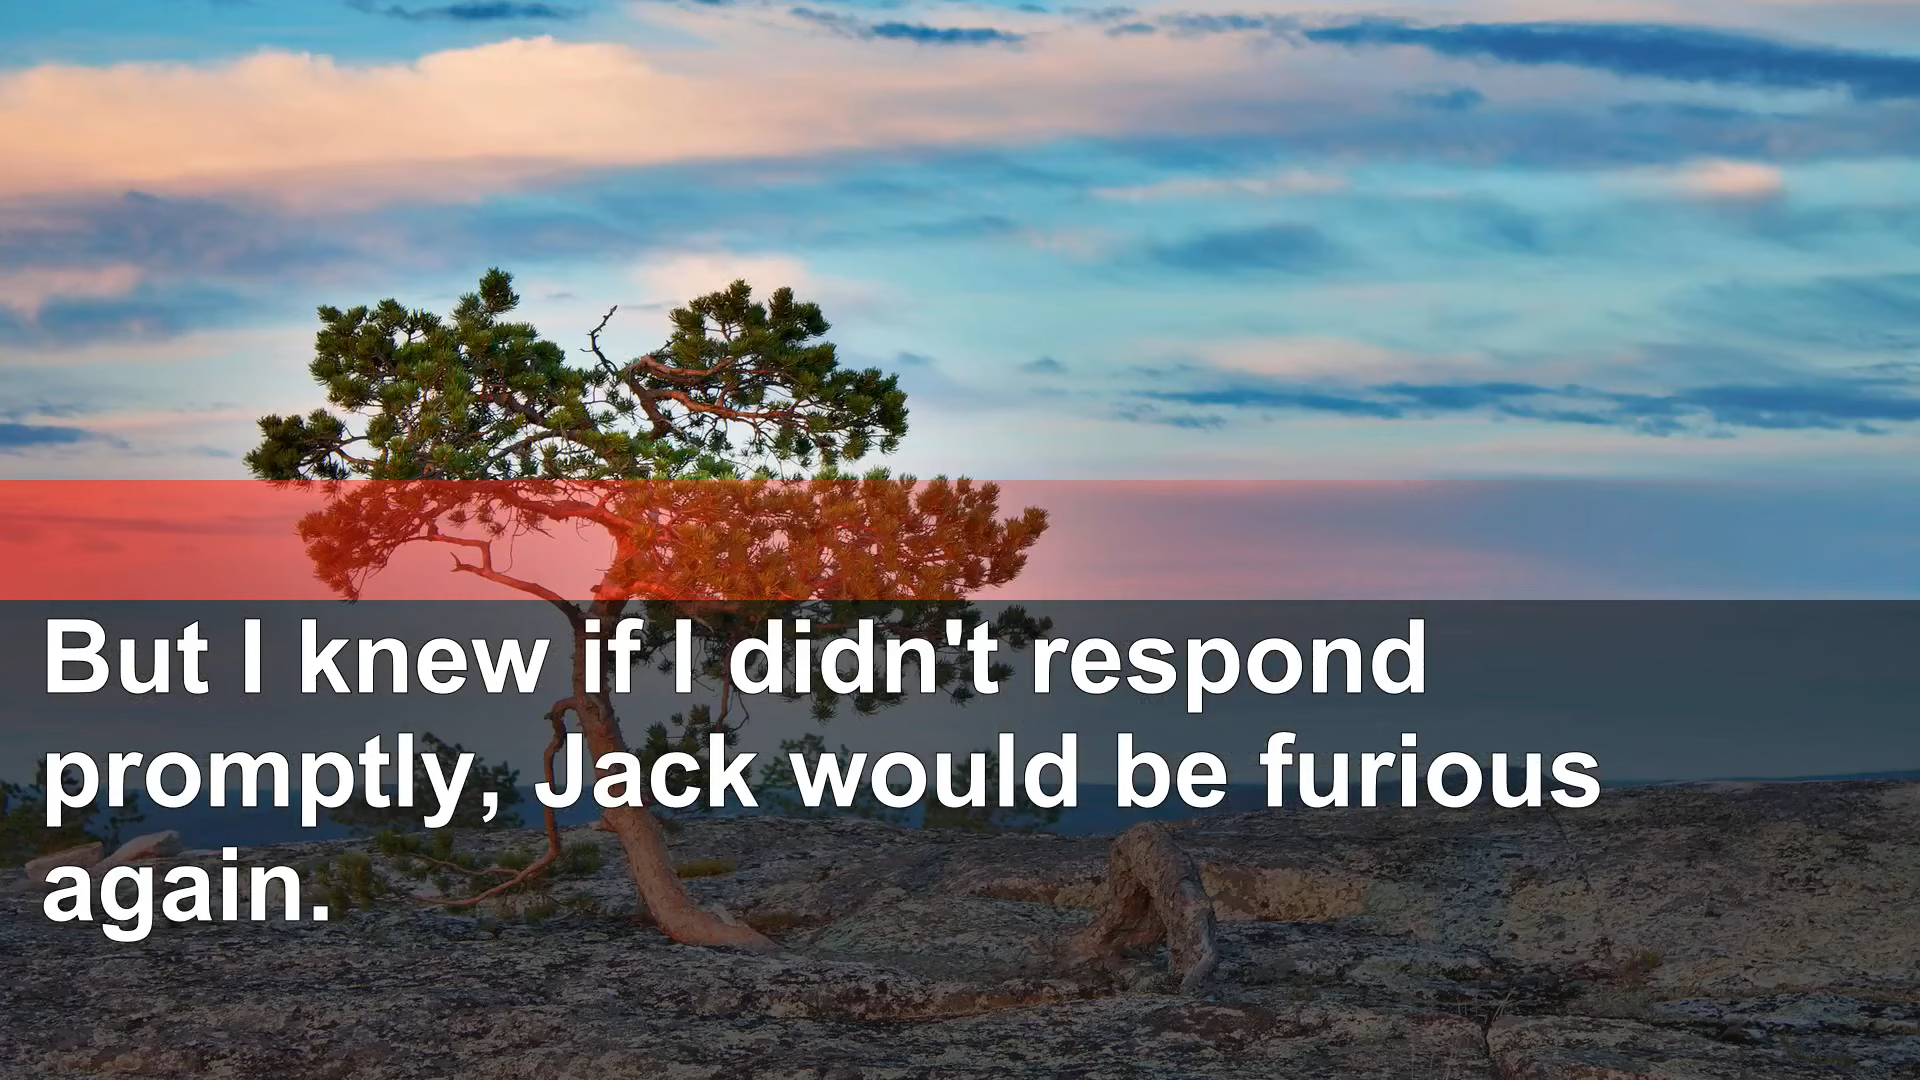 But I knew if I didn't respond
promptly, Jack would be furious
again.